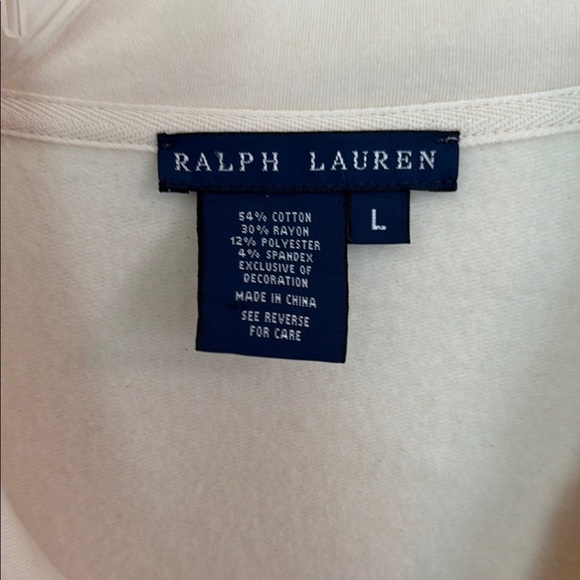 RALPH LAUREN
L
54% COTTON
30% RAYON
12% POLYESTER
4% SPANDEX
EXCLUSIVE OF
DECORATION
MADE IN CHINA
SEE REVERSE
FOR CARE